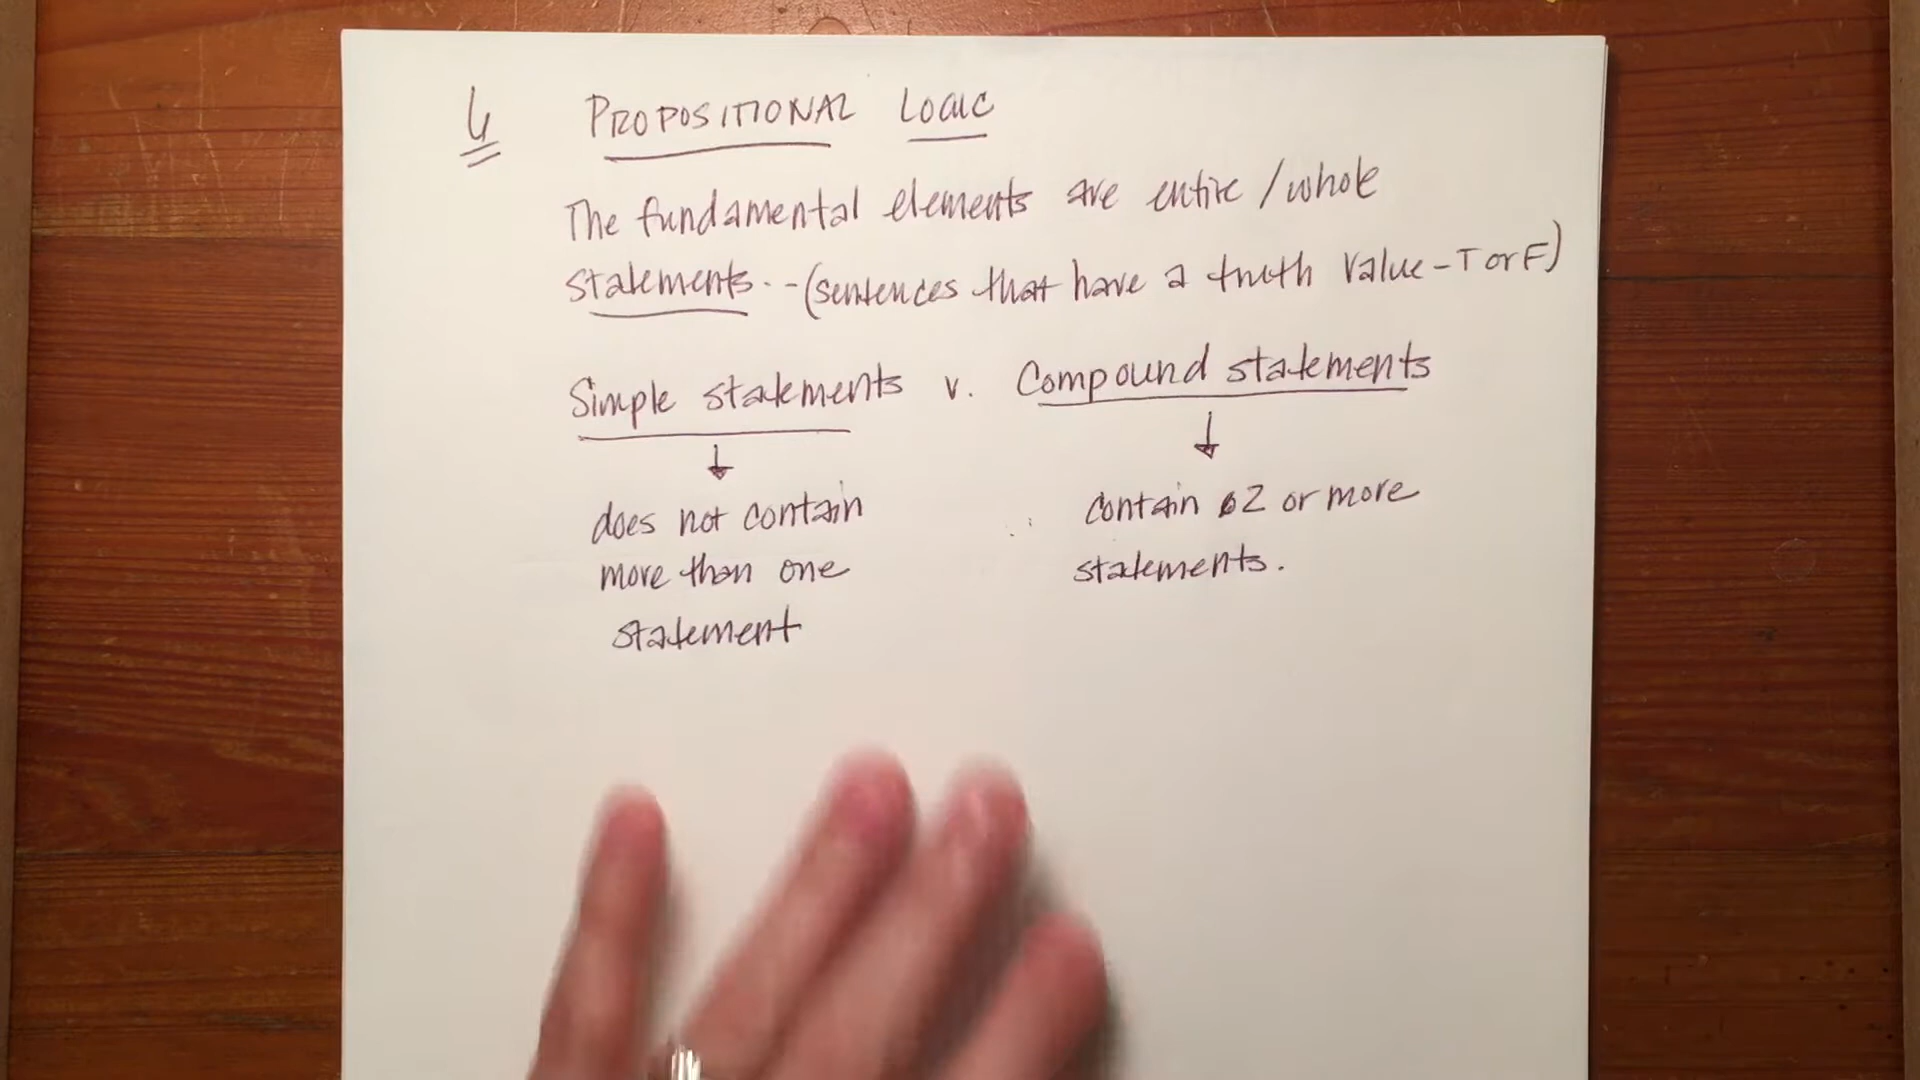 4 PROPOSITIONAL LOGIC
The fundamental elements are entire / whole
statements. - (sentences that have a truth value - T or F)
Simple statements v. Compound statements
↓ ↓
does not contain contain 2 or more
more than one statements.
statement